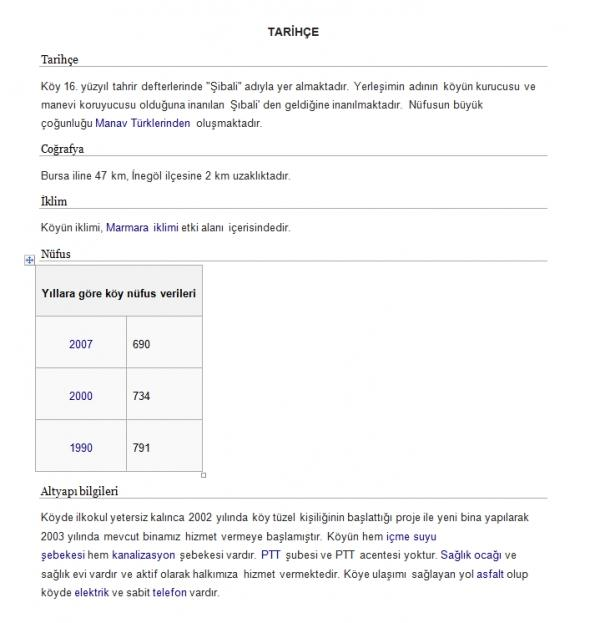 TARİHÇE
Tarihçe
Köy 16. yüzyıl tahrir defterlerinde "Şibali" adıyla yer almaktadır. Yerleşimin adının köyün kurucusu ve
manevi koruyucusu olduğuna inanılan Şıbali' den geldiğine inanılmaktadır. Nüfusun büyük
çoğunluğu Manav Türklerinden oluşmaktadır.
Coğrafya
Bursa iline 47 km, İnegöl ilçesine 2 km uzaklıktadır.
İklim
Köyün iklimi, Marmara iklimi etki alanı içerisindedir.
Nüfus
Yıllara göre köy nüfus verileri
2007 690
2000 734
1990 791
Altyapı bilgileri
Köyde ilkokul yetersiz kalınca 2002 yılında köy tüzel kişiliğinin başlattığı proje ile yeni bina yapılarak
2003 yılında mevcut binamız hizmet vermeye başlamıştır. Köyün hem içme suyu
şebekesi hem kanalizasyon şebekesi vardır. PTT şubesi ve PTT acentesi yoktur. Sağlık ocağı ve
sağlık evi vardır ve aktif olarak halkımıza hizmet vermektedir. Köye ulaşımı sağlayan yol asfalt olup
köyde elektrik ve sabit telefon vardır.